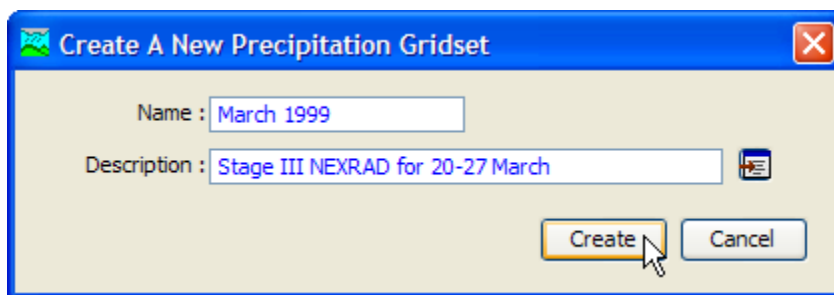 Create A New Precipitation Gridset
Name : March 1999
Description : Stage III NEXRAD for 20-27 March
Create Cancel